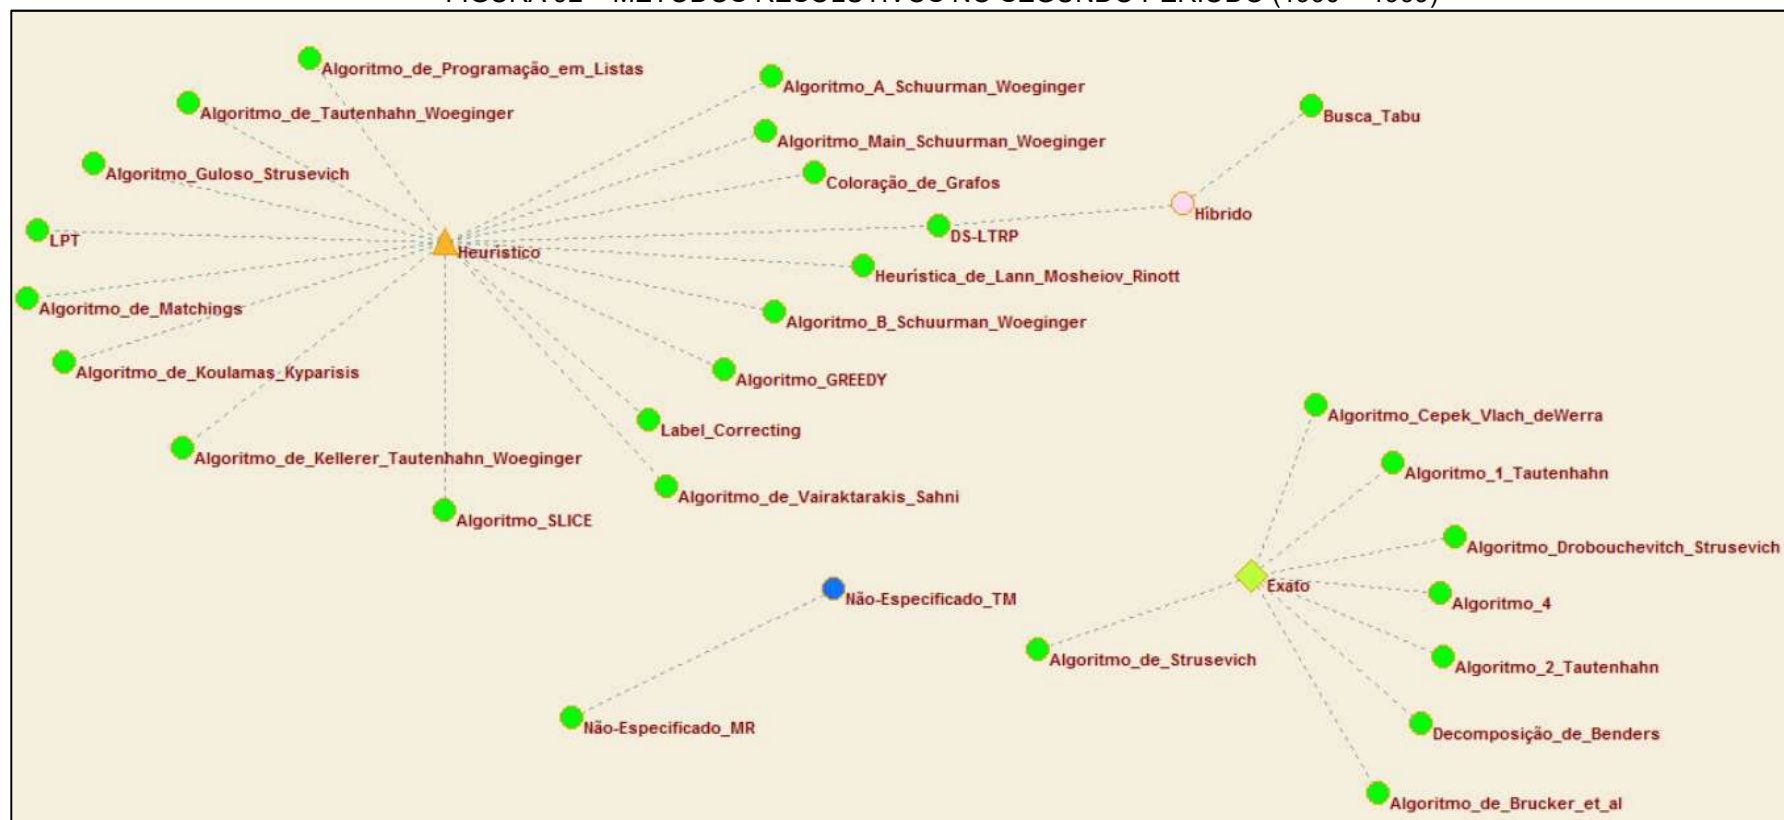 Algoritmo_de_Programação_em_Listas
Algoritmo_A_Schuurman_Woeginger
Algoritmo_de_Tautenhahn_Woeginger
Busca_Tabu
Algoritmo_Main_Schuurman_Woeginger
Algoritmo_Guloso_Strusevich
Coloração_de_Grafos
Híbrido
LPT
DS-LTRP
Heurístico
Heurística_de_Lann_Mosheiov_Rinott
Algoritmo_de_Matchings
Algoritmo_B_Schuurman_Woeginger
Algoritmo_de_Koulamas_Kyparisis
Algoritmo_GREEDY
Algoritmo_Cepek_Vlach_deWerra
Label_Correcting
Algoritmo_de_Kellerer_Tautenhahn_Woeginger
Algoritmo_1_Tautenhahn
Algoritmo_de_Vairaktarakis_Sahni
Algoritmo_SLICE
Algoritmo_Drobouchevitch_Strusevich
Exato
Não-Especificado_TM
Algoritmo_4
Algoritmo_de_Strusevich
Algoritmo_2_Tautenhahn
Não-Especificado_MR
Decomposição_de_Benders
Algoritmo_de_Brucker_et_al